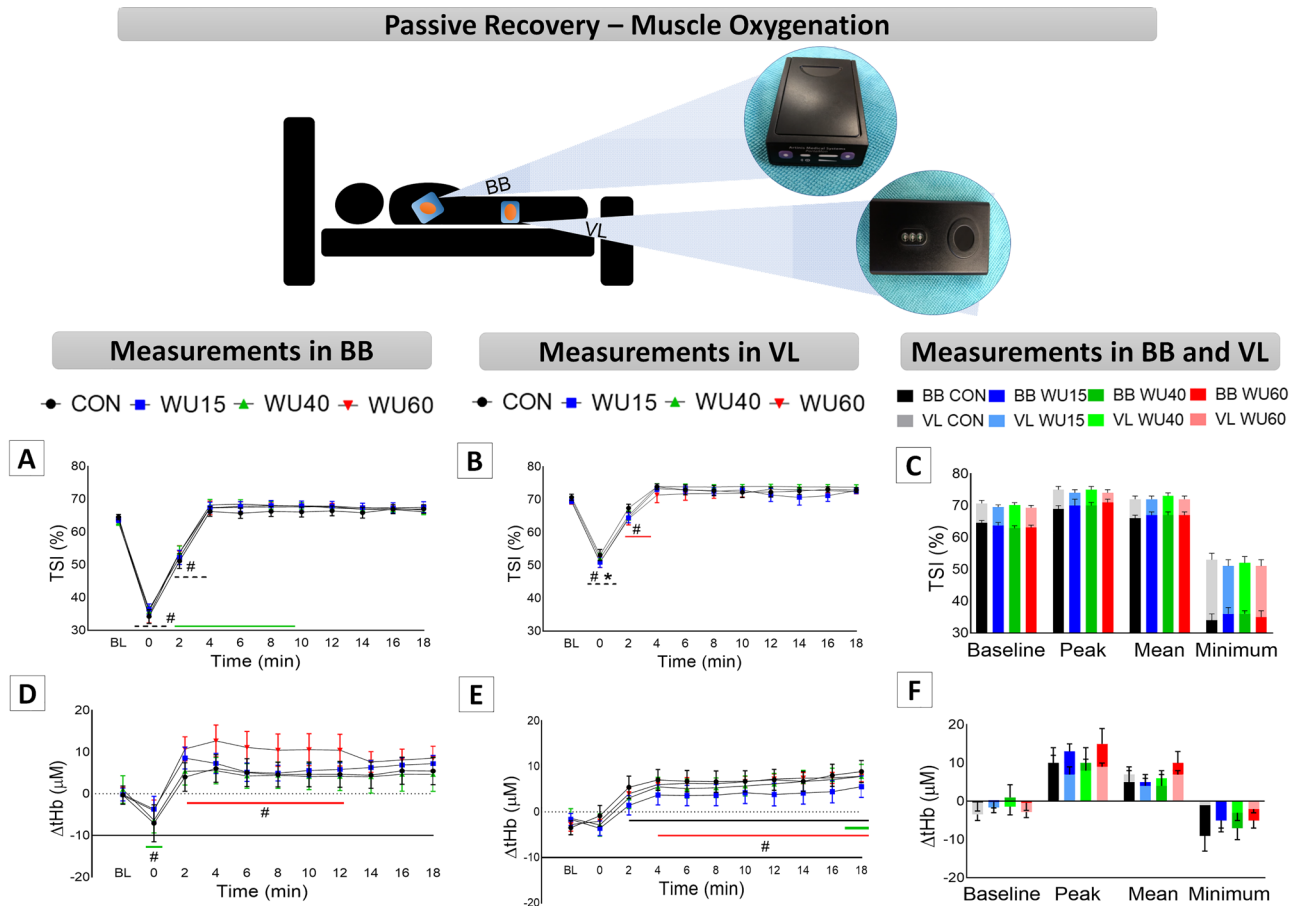 Passive Recovery – Muscle Oxygenation
Artinis Medical Systems
BB
VL
Measurements in BB
Measurements in VL
Measurements in BB and VL
CON WU15 WU40 WU60
CON WU15 WU40 WU60
BB CON BB WU15 BB WU40 BB WU60
VL CON VL WU15 VL WU40 VL WU60
A
TSI (%)
80
70
60
50
40
30
#
#
BL 0 2 4 6 8 10 12 14 16 18
Time (min)
B
TSI (%)
80
70
60
50
40
30
#
# *
BL 0 2 4 6 8 10 12 14 16 18
Time (min)
C
TSI (%)
80
70
60
50
40
30
Baseline Peak Mean Minimum
D
ΔtHb (µM)
20
10
0
-10
-20
#
#
BL 0 2 4 6 8 10 12 14 16 18
Time (min)
E
ΔtHb (µM)
20
10
0
-10
-20
#
BL 0 2 4 6 8 10 12 14 16 18
Time (min)
F
ΔtHb (µM)
20
10
0
-10
-20
Baseline Peak Mean Minimum